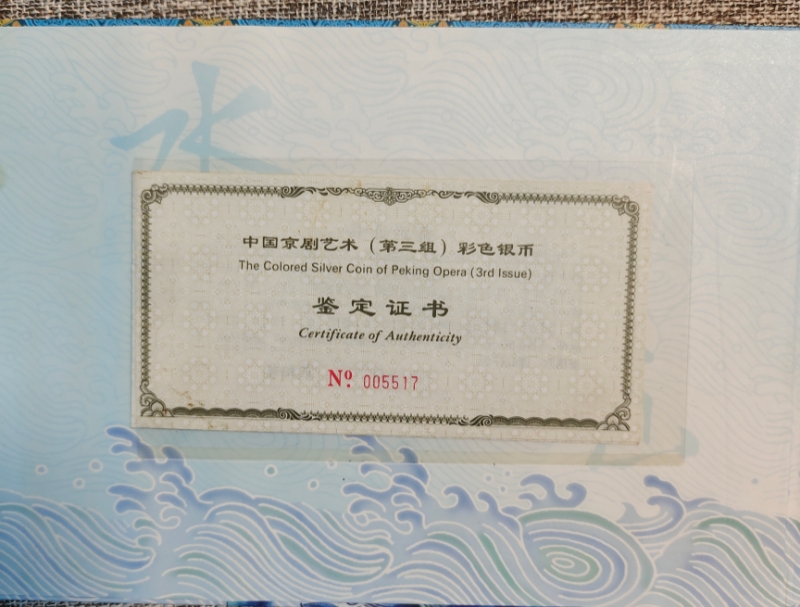 水
中国京剧艺术（第三组）彩色银币
The Colored Silver Coin of Peking Opera (3rd Issue)
鉴定证书
Certificate of Authenticity
Nº 005517